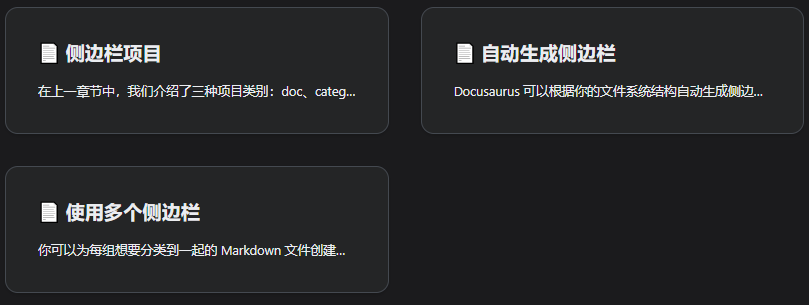 侧边栏项目
在上一章节中，我们介绍了三种项目类别：doc、categ...
自动生成侧边栏
Docusaurus 可以根据你的文件系统结构自动生成侧边...
使用多个侧边栏
你可以为每组想要分类到一起的 Markdown 文件创建...